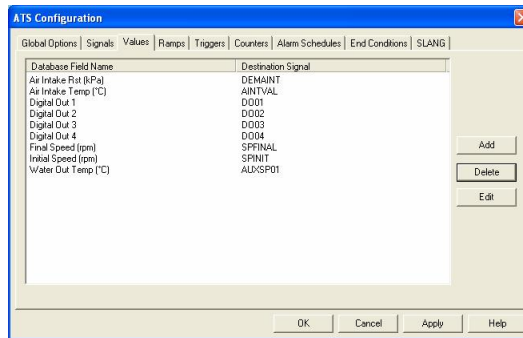 ATS Configuration
Global Options Signals Values Ramps Triggers Counters Alarm Schedules End Conditions SLANG
Database Field Name Destination Signal
Air Intake Rst (kPa) DEMAINT
Air Intake Temp (°C) AINTVAL
Digital Out 1 DO01
Digital Out 2 DO02
Digital Out 3 DO03
Digital Out 4 DO04
Final Speed (rpm) SPFINAL
Initial Speed (rpm) SPINIT
Water Out Temp (°C) AUXSP01
Add
Delete
Edit
OK Cancel Apply Help